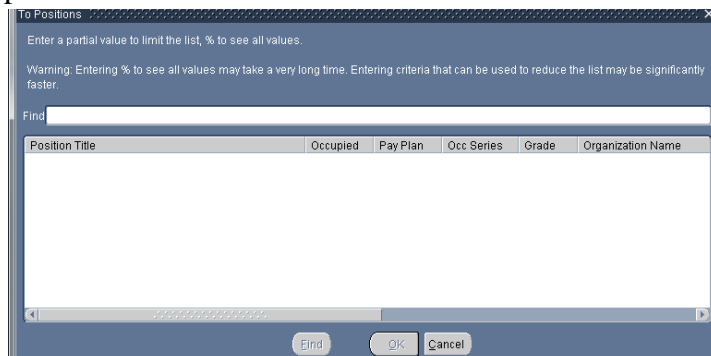 To Positions
Enter a partial value to limit the list, % to see all values.
Warning: Entering % to see all values may take a very long time. Entering criteria that can be used to reduce the list may be significantly
faster.
Find
Position Title Occupied Pay Plan Occ Series Grade Organization Name
Find OK Cancel